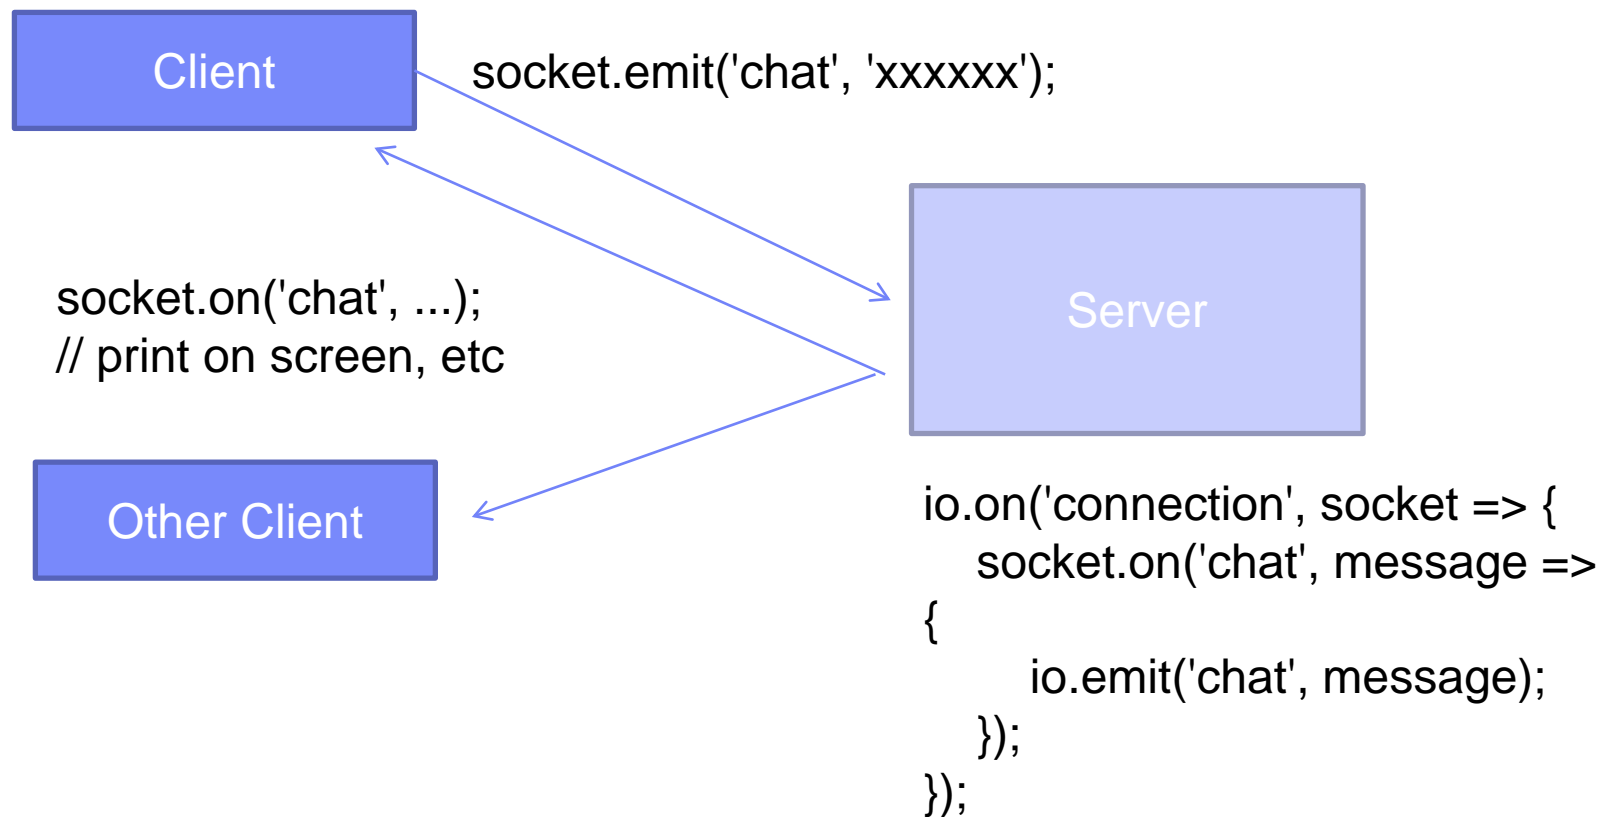 Client
socket.emit('chat', 'xxxxxx');
Server
socket.on('chat', ...);
// print on screen, etc
Other Client
io.on('connection', socket => {
socket.on('chat', message =>
{
io.emit('chat', message);
});
});